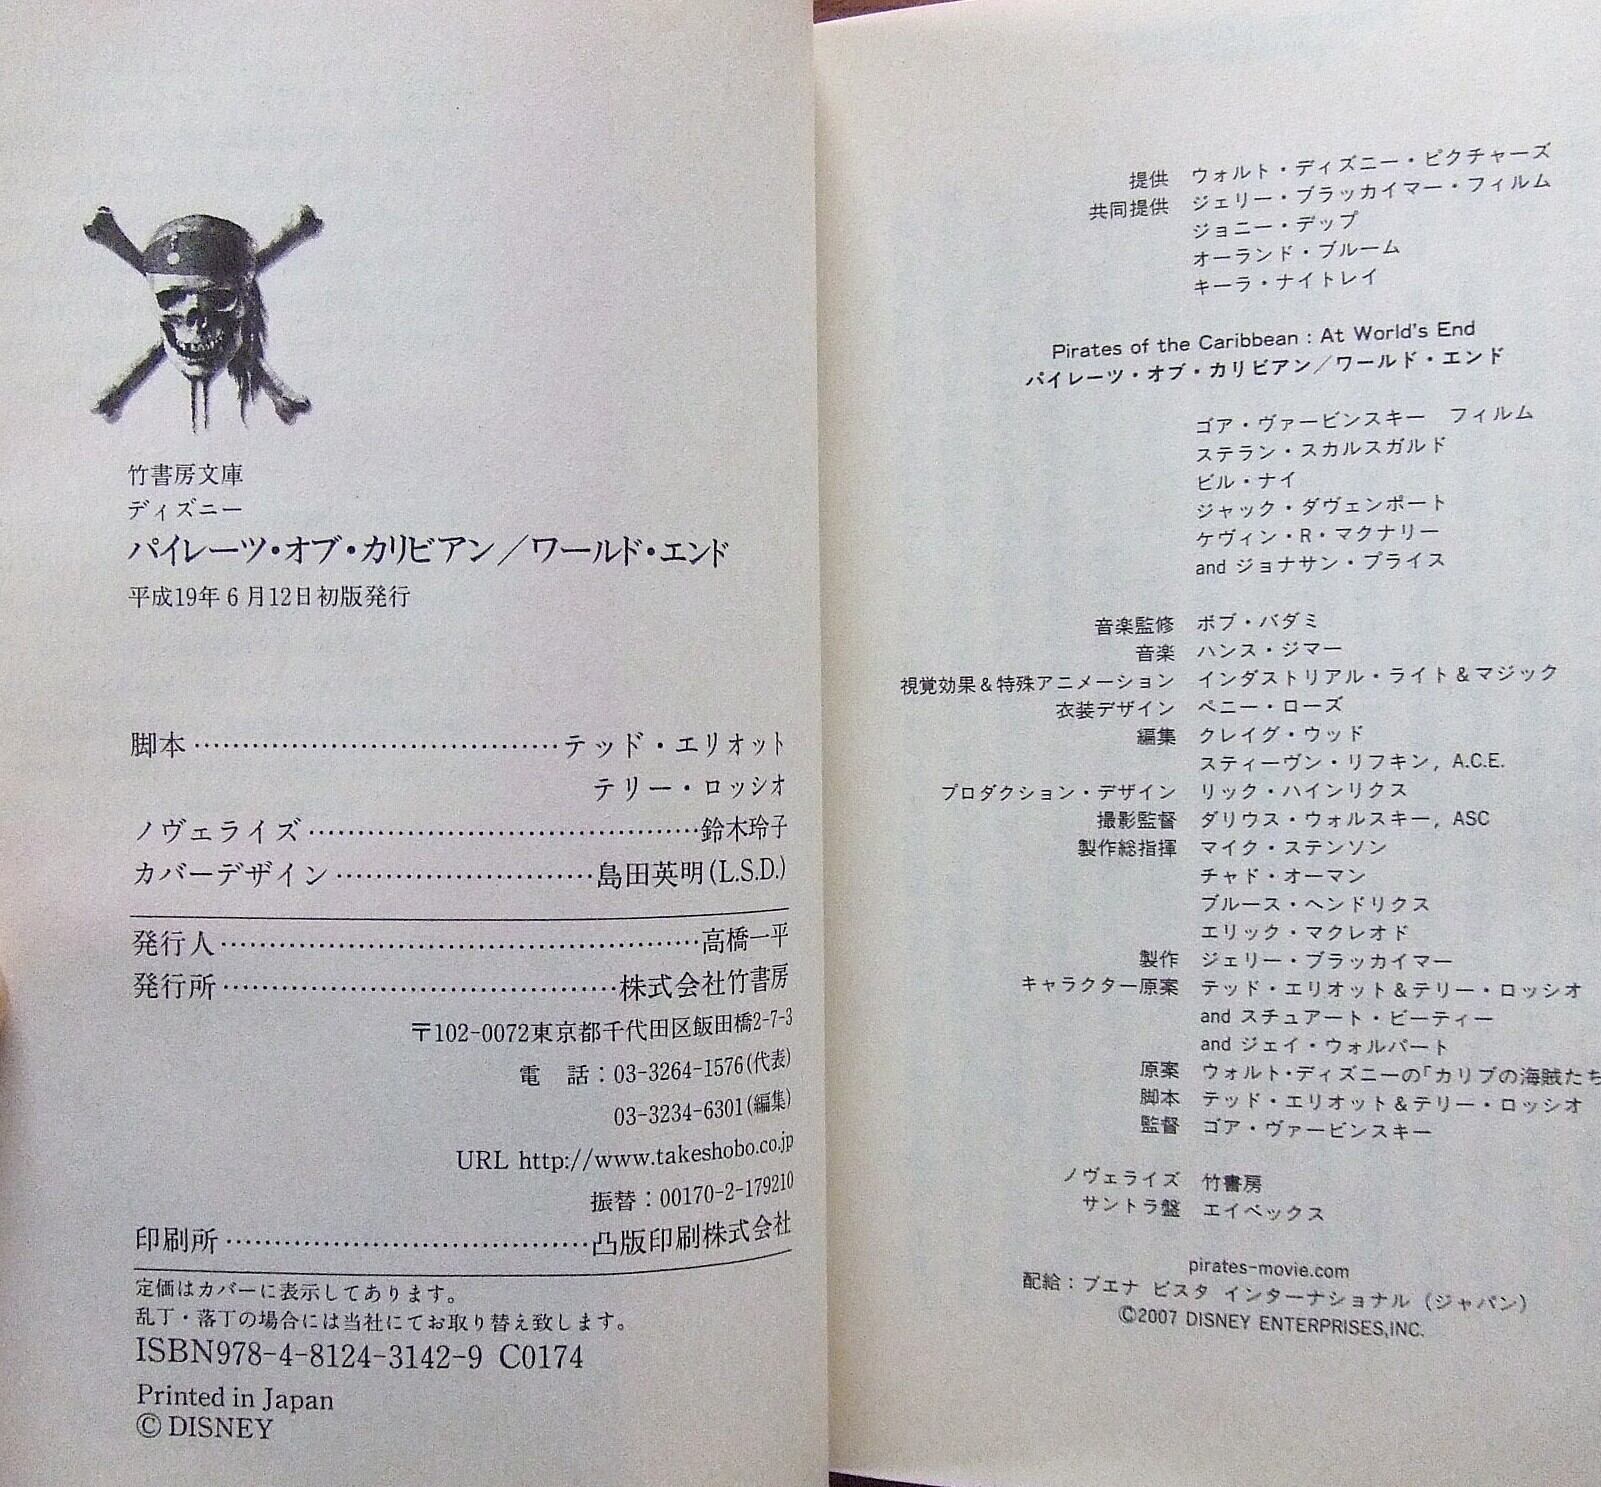 竹書房文庫
ディズニー
パイレーツ・オブ・カリビアン／ワールド・エンド
平成19年6月12日初版発行
脚本……………………………………テッド・エリオット
テリー・ロッシオ
ノヴェライズ……………………………………鈴木玲子
カバーデザイン………………………島田英明(L.S.D.)
発行人……………………………………………高橋一平
発行所……………………………………株式会社竹書房
〒102-0072東京都千代田区飯田橋2-7-3
電　話：03-3264-1576(代表)
03-3234-6301(編集)
URL http://www.takeshobo.co.jp
振替：00170-2-179210
印刷所…………………………………凸版印刷株式会社
定価はカバーに表示してあります。
乱丁・落丁の場合には当社にてお取り替え致します。
ISBN978-4-8124-3142-9 C0174
Printed in Japan
© DISNEY
提供 ウォルト・ディズニー・ピクチャーズ
共同提供 ジェリー・ブラッカイマー・フィルム
ジョニー・デップ
オーランド・ブルーム
キーラ・ナイトレイ
Pirates of the Caribbean : At World's End
パイレーツ・オブ・カリビアン／ワールド・エンド
ゴア・ヴァービンスキー　フィルム
ステラン・スカルスガルド
ビル・ナイ
ジャック・ダヴェンポート
ケヴィン・R・マクナリー
and ジョナサン・プライス
音楽監修 ボブ・バダミ
音楽 ハンス・ジマー
視覚効果＆特殊アニメーション インダストリアル・ライト＆マジック
衣装デザイン ペニー・ローズ
編集 クレイグ・ウッド
スティーヴン・リフキン, A.C.E.
プロダクション・デザイン リック・ハインリクス
撮影監督 ダリウス・ウォルスキー, ASC
製作総指揮 マイク・ステンソン
チャド・オーマン
ブルース・ヘンドリクス
エリック・マクレオド
製作 ジェリー・ブラッカイマー
キャラクター原案 テッド・エリオット＆テリー・ロッシオ
and スチュアート・ビーティー
and ジェイ・ウォルパート
原案 ウォルト・ディズニーの「カリブの海賊たち
脚本 テッド・エリオット＆テリー・ロッシオ
監督 ゴア・ヴァービンスキー
ノヴェライズ 竹書房
サントラ盤 エイベックス
pirates-movie.com
配給：ブエナ ビスタ インターナショナル（ジャパン）
©2007 DISNEY ENTERPRISES,INC.